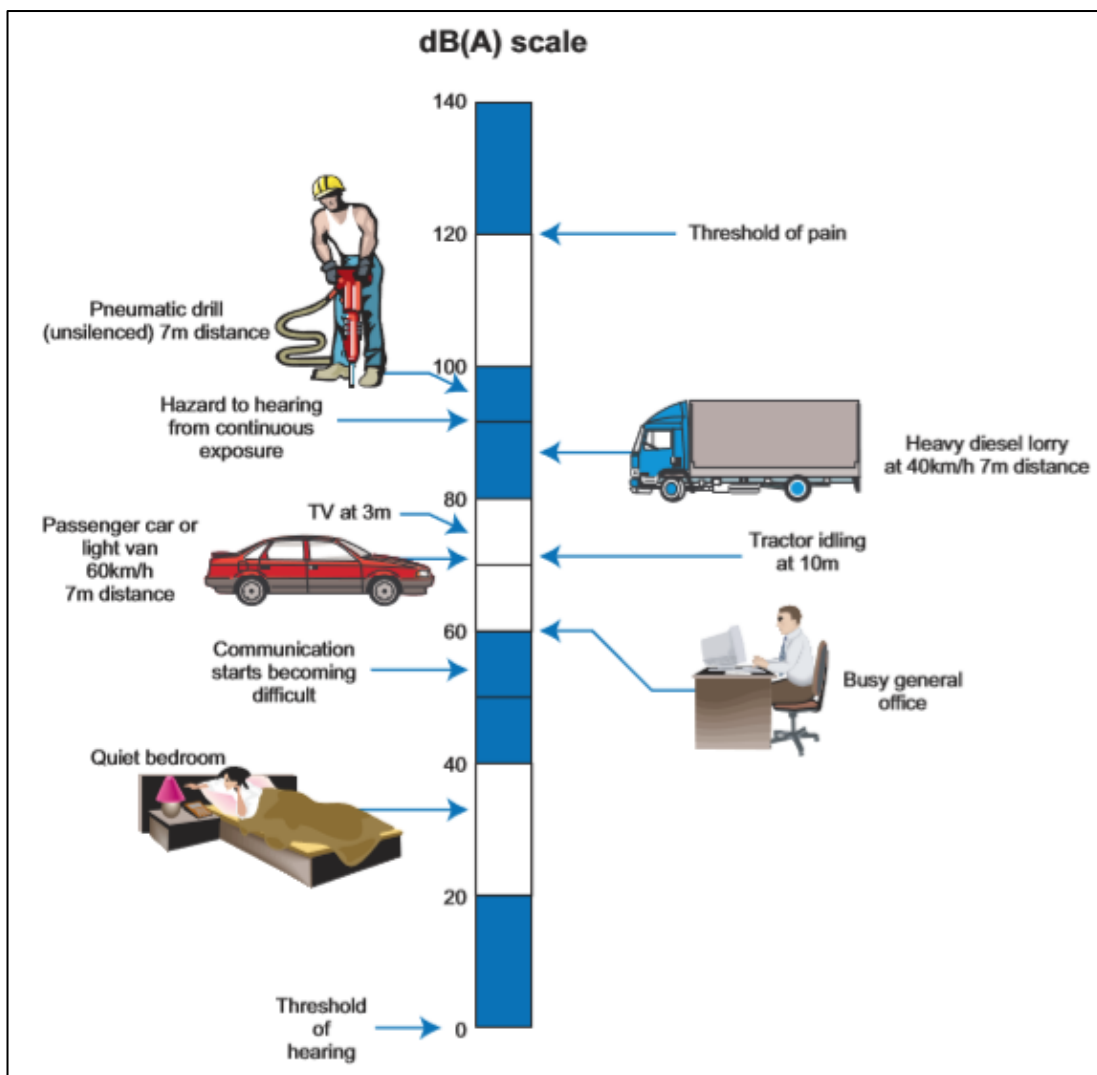 dB(A) scale
140
120
Threshold of pain
Pneumatic drill
(unsilenced) 7m distance
100
Hazard to hearing
from continuous
exposure
Heavy diesel lorry
at 40km/h 7m distance
80
TV at 3m
Passenger car or
light van
60km/h
7m distance
Tractor idling
at 10m
60
Communication
starts becoming
difficult
Busy general
office
Quiet bedroom
40
20
Threshold
of
hearing
0